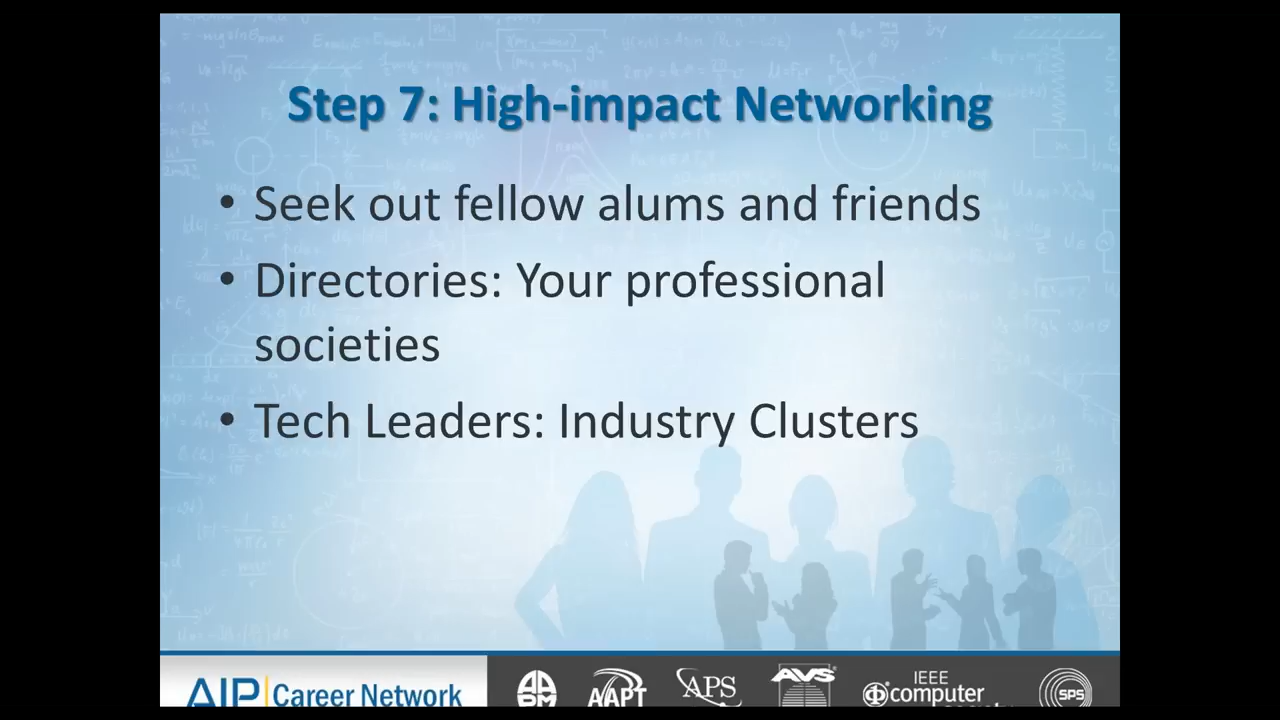 Step 7: High-impact Networking
• Seek out fellow alums and friends
• Directories: Your professional
societies
• Tech Leaders: Industry Clusters
AIP|Career Network
AAPT
APS
AVS
IEEE
computer
society
SPS